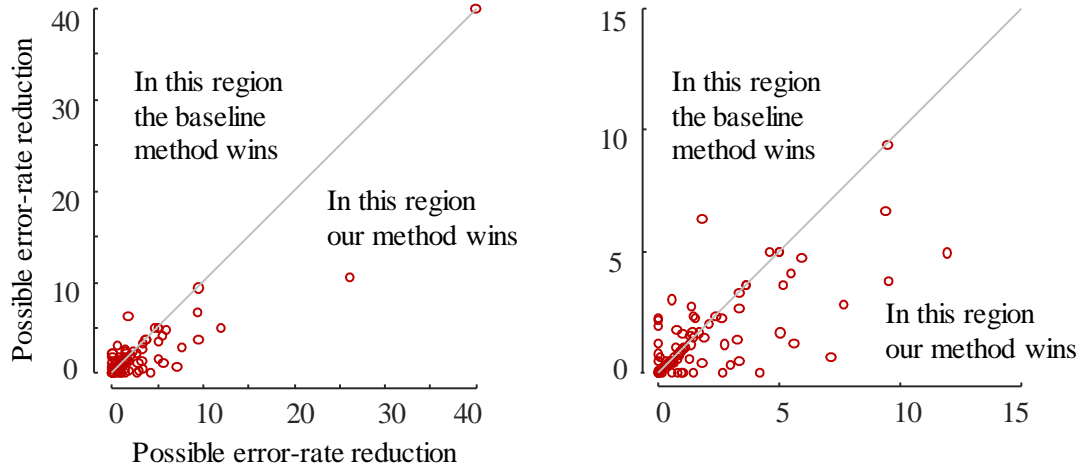 40
30
20
10
0
Possible error-rate reduction
In this region
the baseline
method wins
In this region
our method wins
0
10
20
40
Possible error-rate reduction
15
10
5
0
In this region
the baseline
method wins
In this region
our method wins
0
5
10
15